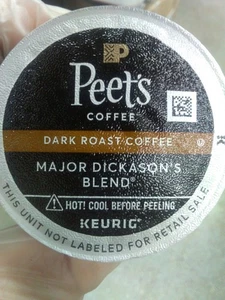 P
Peet's
COFFEE
DARK ROAST COFFEE
MAJOR DICKASON'S
BLEND
HOT! COOL BEFORE PEELING
KEURIG
THIS UNIT NOT LABELED FOR RETAIL SALE